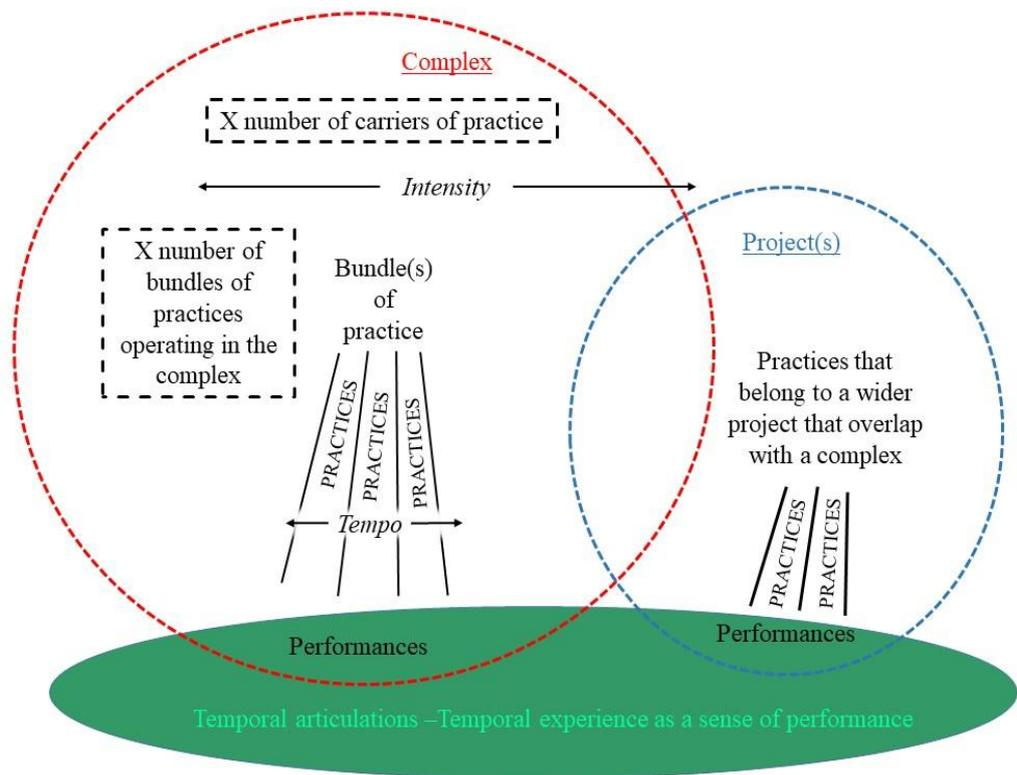 Complex
X number of carriers of practice
Intensity
Project(s)
X number of
bundles of
practices
operating in the
complex
Bundle(s)
of
practice
PRACTICES
PRACTICES
PRACTICES
Tempo
Practices that
belong to a wider
project that overlap
with a complex
PRACTICES
PRACTICES
Performances
Performances
Temporal articulations –Temporal experience as a sense of performance